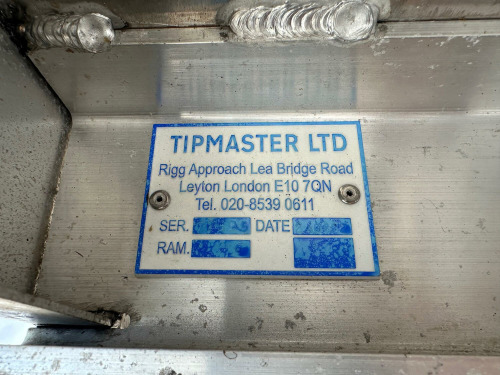 TIPMASTER LTD
Rigg Approach Lea Bridge Road
Leyton London E10 7QN
Tel. 020-8539 0611
SER. DATE
RAM.